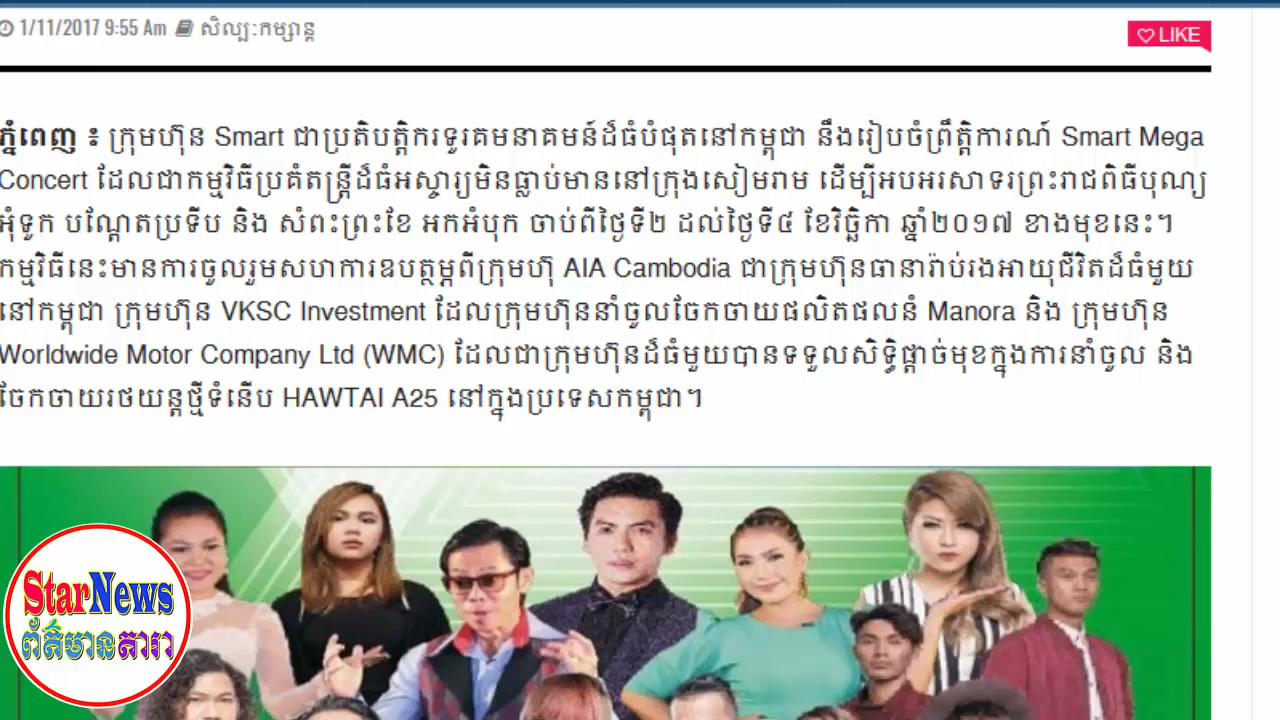 1/11/2017 9:55 Am សិល្បៈកម្សាន្ត
LIKE
ភ្នំពេញ ៖ ក្រុមហ៊ុន Smart ជាប្រតិបត្តិករទូរគមនាគមន៍ដ៏ធំបំផុតនៅកម្ពុជា នឹងរៀបចំព្រឹត្តិការណ៍ Smart Mega
Concert ដែលជាកម្មវិធីប្រគំតន្ត្រីដ៏ធំអស្ចារ្យមិនធ្លាប់មាននៅក្រុងសៀមរាម ដើម្បីអបអរសាទរព្រះរាជពិធីបុណ្យ
អុំទូក បណ្តែតប្រទីប និង សំពះព្រះខែ អកអំបុក ចាប់ពីថ្ងៃទី២ ដល់ថ្ងៃទី៤ ខែវិច្ឆិកា ឆ្នាំ២០១៧ ខាងមុខនេះ។
កម្មវិធីនេះមានការចូលរួមសហការឧបត្ថម្ភពីក្រុមហ៊ុ AIA Cambodia ជាក្រុមហ៊ុនធានារ៉ាប់រងអាយុជីវិតដ៏ធំមួយ
នៅកម្ពុជា ក្រុមហ៊ុន VKSC Investment ដែលក្រុមហ៊ុននាំចូលចែកចាយផលិតផលនំ Manora និង ក្រុមហ៊ុន
Worldwide Motor Company Ltd (WMC) ដែលជាក្រុមហ៊ុនដ៏ធំមួយបានទទួលសិទ្ធិផ្តាច់មុខក្នុងការនាំចូល និង
ចែកចាយរថយន្តថ្មីទំនើប HAWTAI A25 នៅក្នុងប្រទេសកម្ពុជា។
StarNews
ព័ត៌មានតារា